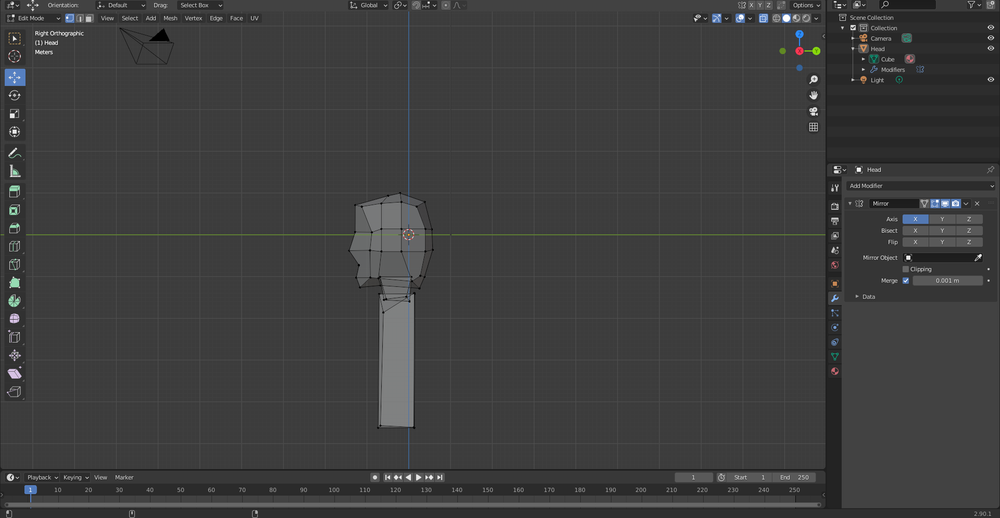 Orientation: Default Drag: Select Box Global X Y Z Options
Edit Mode View Select Add Mesh Vertex Edge Face UV
Right Orthographic
(1) Head
Meters
Z
X Y
Scene Collection
Collection
Camera
Head
Cube
Modifiers
Light
Head
Add Modifier
Mirror
Axis X Y Z
Bisect X Y Z
Flip X Y Z
Mirror Object
Clipping
Merge 0.001 m
Data
Playback Keying View Marker 1 Start 1 End 250
1 10 20 30 40 50 60 70 80 90 100 110 120 130 140 150 160 170 180 190 200 210 220 230 240 250
2.90.1